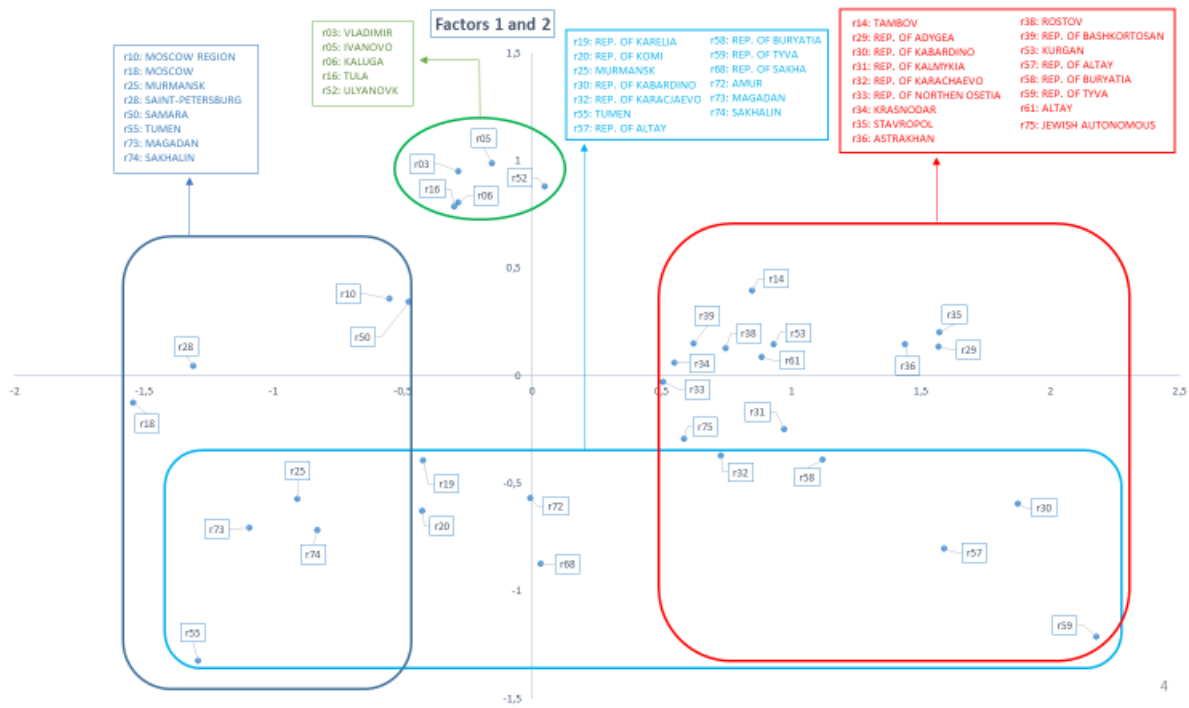 Factors 1 and 2
r10: MOSCOW REGION
r18: MOSCOW
r25: MURMANSK
r28: SAINT-PETERSBURG
r50: SAMARA
r55: TUMEN
r73: MAGADAN
r74: SAKHALIN
r03: VLADIMIR
r05: IVANOVO
r06: KALUGA
r16: TULA
r52: ULYANOVK
r19: REP. OF KARELIA
r20: REP. OF KOMI
r25: MURMANSK
r30: REP. OF KABARDINO
r32: REP. OF KARACJAEVO
r55: TUMEN
r57: REP. OF ALTAY
r58: REP. OF BURYATIA
r59: REP. OF TYVA
r68: REP. OF SAKHA
r72: AMUR
r73: MAGADAN
r74: SAKHALIN
r14: TAMBOV
r29: REP. OF ADYGEA
r30: REP. OF KABARDINO
r31: REP. OF KALMYKIA
r32: REP. OF KARACHAEVO
r33: REP. OF NORTHEN OSETIA
r34: KRASNODAR
r35: STAVROPOL
r36: ASTRAKHAN
r38: ROSTOV
r39: REP. OF BASHKORTOSAN
r53: KURGAN
r57: REP. OF ALTAY
r58: REP. OF BURYATIA
r59: REP. OF TYVA
r61: ALTAY
r75: JEWISH AUTONOMOUS
1,5
r05
r03
1
r52
r16
r06
0,5
r14
r10
r39
r35
r50
r38
r53
r28
r29
r34
r61
r36
0
-2
-1,5
-1
-0,5
0
0,5
1
1,5
2
2,5
r33
r18
r31
r75
r25
r32
r58
r19
-0,5
r72
r30
r73
r20
r74
r57
r68
-1
r55
r59
4
-1,5